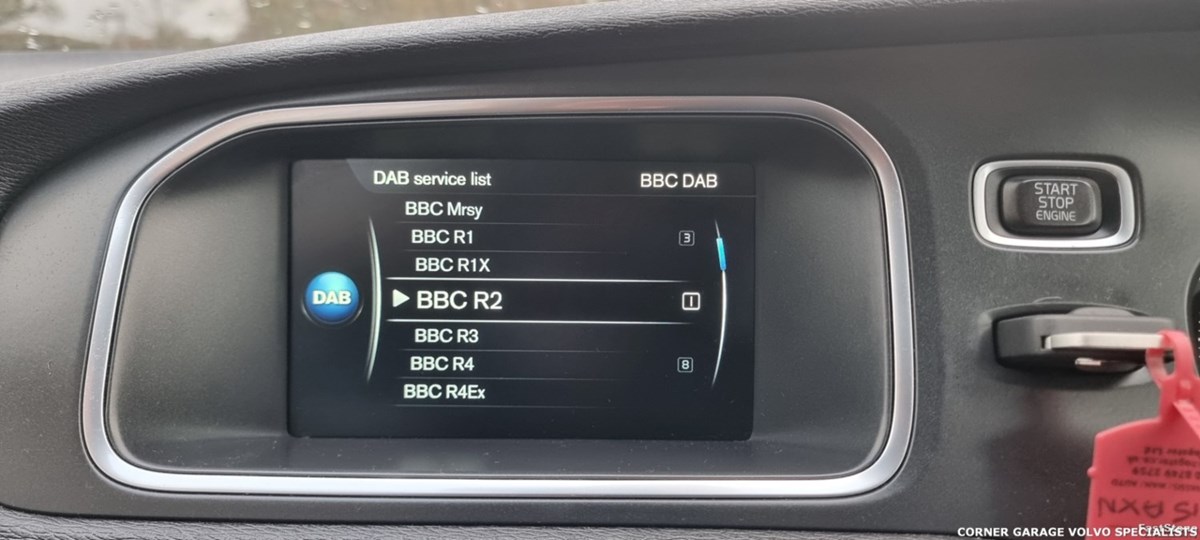 DAB service list BBC DAB
BBC Mrsy
BBC R1 3
BBC R1X
DAB
BBC R2 1
BBC R3
BBC R4 8
BBC R4Ex
START
STOP
ENGINE
CORNER GARAGE VOLVO SPECIALISTS